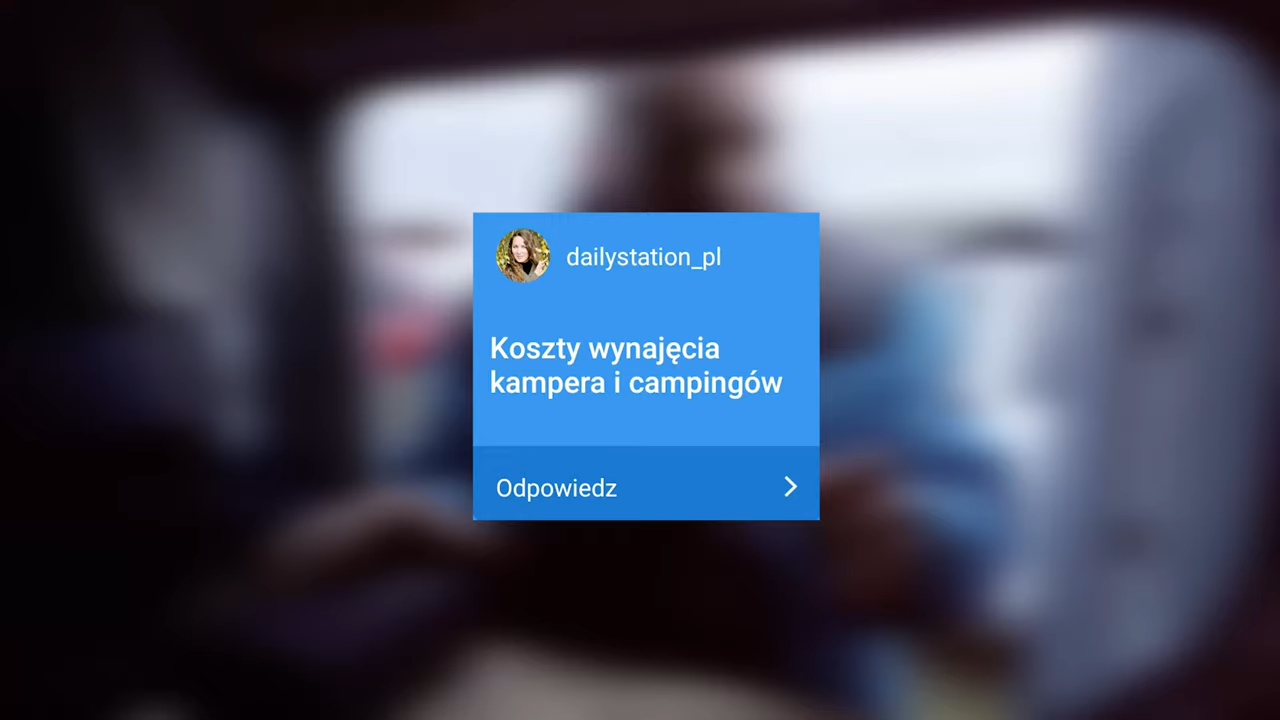 dailystation_pl
Koszty wynajęcia
kampera i campingów
Odpowiedz